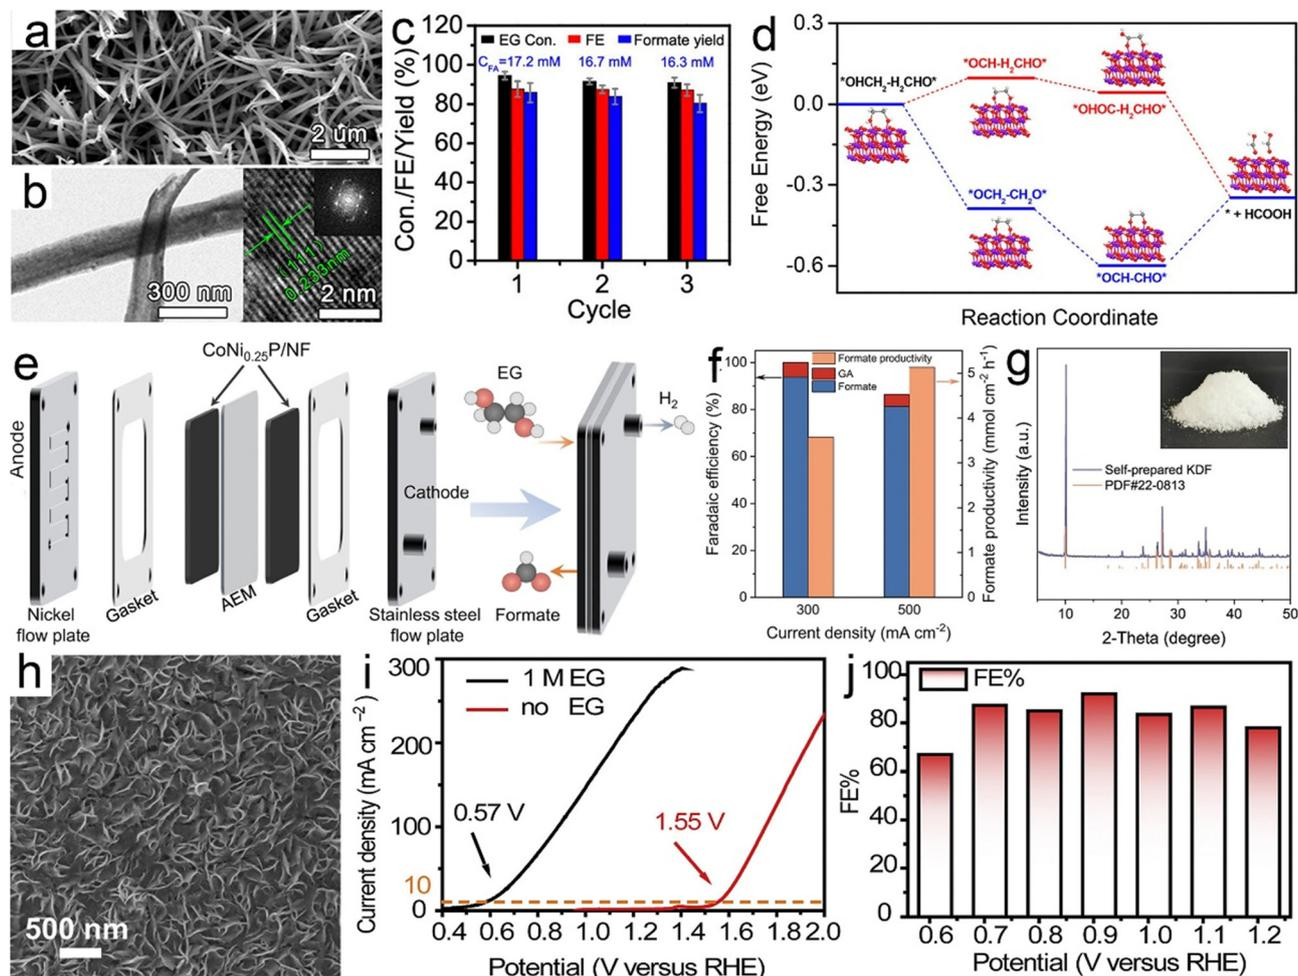 a
2 um
b
300 nm
(111)
0.233nm
2 nm
c
EG Con. FE Formate yield
C_FA=17.2 mM 16.7 mM 16.3 mM
Con./FE/Yield (%)
120
100
80
60
40
20
0
1 2 3
Cycle
d
Free Energy (eV)
0.3
0.0
-0.3
-0.6
*OHCH₂-H₂CHO*
*OCH-H₂CHO*
*OHOC-H₂CHO*
*OCH₂-CH₂O*
*OCH-CHO*
* + HCOOH
Reaction Coordinate
e
CoNi₀.₂₅P/NF
Anode
Nickel
flow plate
Gasket
AEM
Gasket
Cathode
Stainless steel
flow plate
EG
H₂
Formate
f
Faradaic efficiency (%)
100
80
60
40
20
0
Formate productivity
GA
Formate
5
4
3
2
1
0
Formate productivity (mmol cm⁻² h⁻¹)
300 500
Current density (mA cm⁻²)
g
Intensity (a.u.)
Self-prepared KDF
PDF#22-0813
10 20 30 40 50
2-Theta (degree)
h
500 nm
i
Current density (mA cm⁻²)
300
200
100
10
0
1 M EG
no EG
0.57 V
1.55 V
0.4 0.6 0.8 1.0 1.2 1.4 1.6 1.8 2.0
Potential (V versus RHE)
j
FE%
100
80
60
40
20
0
FE%
0.6 0.7 0.8 0.9 1.0 1.1 1.2
Potential (V versus RHE)